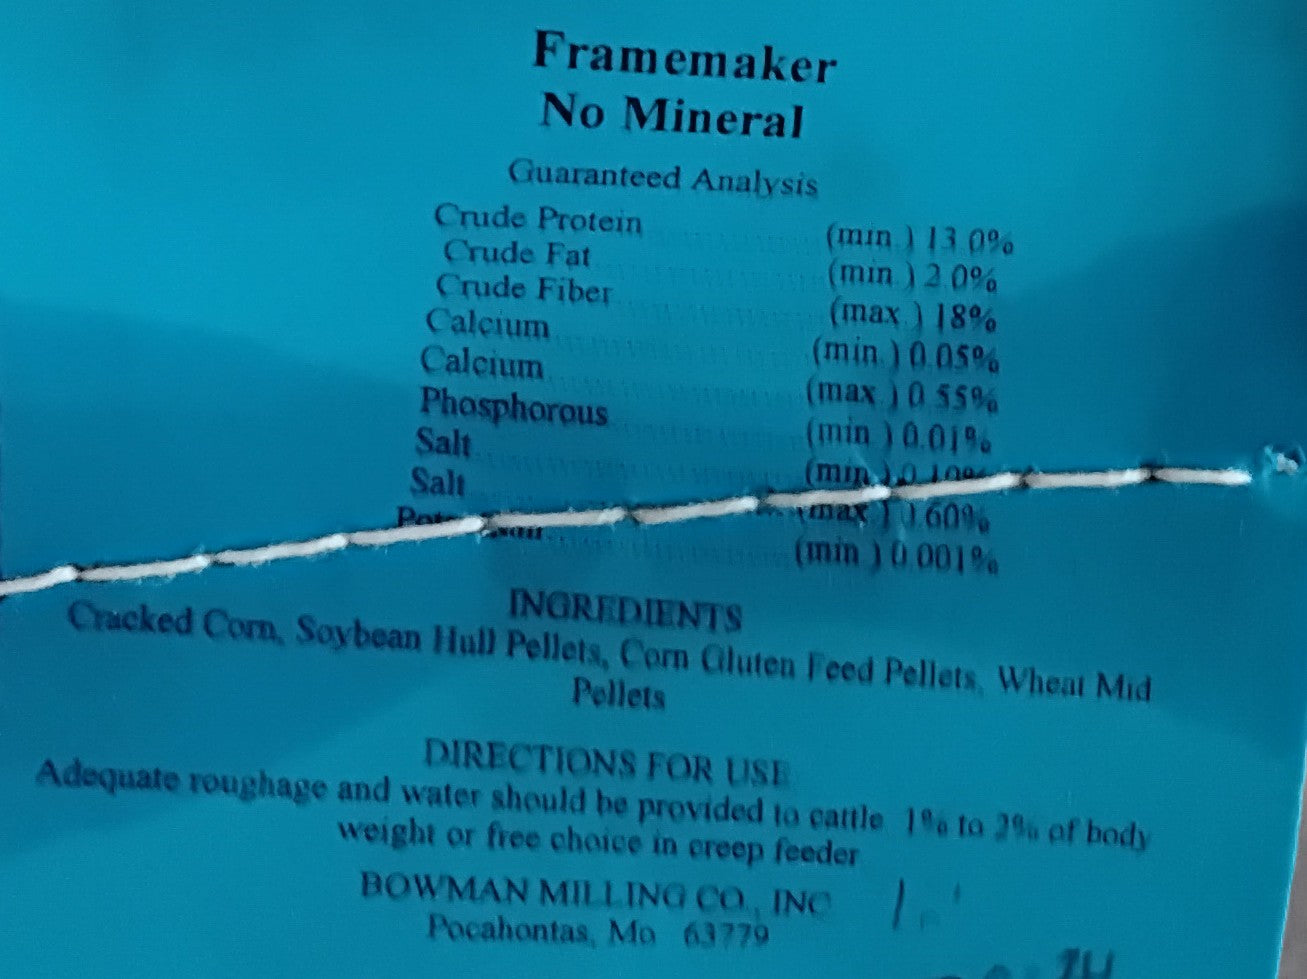 Framemaker
No Mineral
Guaranteed Analysis
Crude Protein (min.) 13.0%
Crude Fat (min.) 2.0%
Crude Fiber (max.) 18%
Calcium (min.) 0.05%
Calcium (max.) 0.55%
Phosphorous (min.) 0.01%
Salt (min.) 0.10%
Salt (max.) .60%
(min.) 0.001%
INGREDIENTS
Cracked Corn, Soybean Hull Pellets, Corn Gluten Feed Pellets, Wheat Mid
Pellets
DIRECTIONS FOR USE
Adequate roughage and water should be provided to cattle 1% to 2% of body
weight or free choice in creep feeder
BOWMAN MILLING CO., INC
Pocahontas, Mo 63779